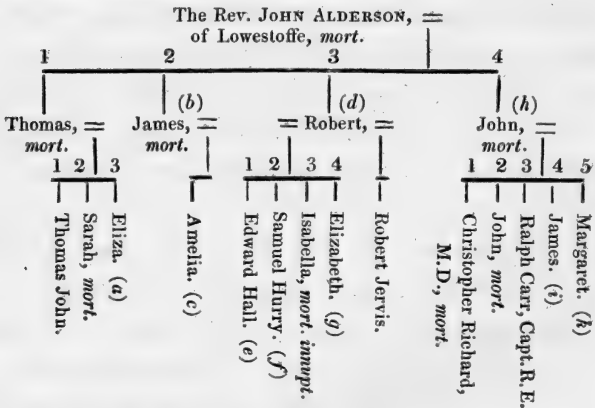 The Rev. JOHN ALDERSON, =
of Lowestoffe, mort.
1 2 3 4
(b) (d) (h)
Thomas, = James, = = Robert, = John, =
mort. mort. mort.
1 2 3 1 2 3 4 1 2 3 4 5
Thomas John.
Sarah, mort.
Eliza. (a)
Amelia. (c)
Edward Hall. (e)
Samuel Hurry. (f)
Isabella, mort. innupt.
Elizabeth. (g)
Robert Jervis.
Christopher Richard,
M.D., mort.
John, mort.
Ralph Carr, Capt. R. E.
James. (i)
Margaret. (k)